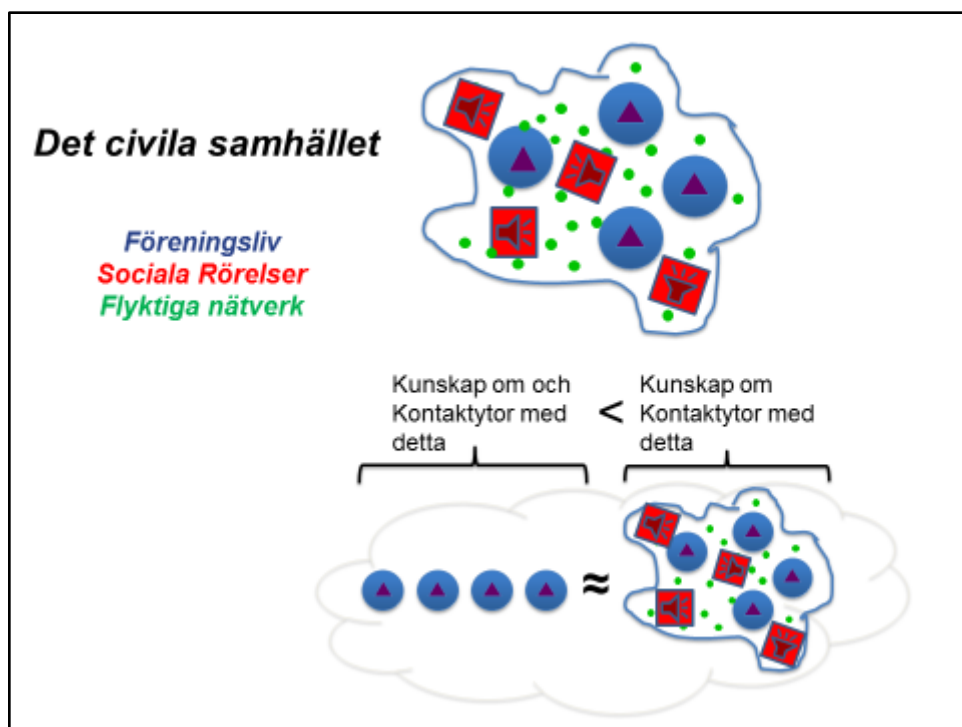 Det civila samhället
Föreningsliv
Sociala Rörelser
Flyktiga nätverk
Kunskap om och
Kontaktytor med
detta
<
Kunskap om
Kontaktytor med
detta
≈